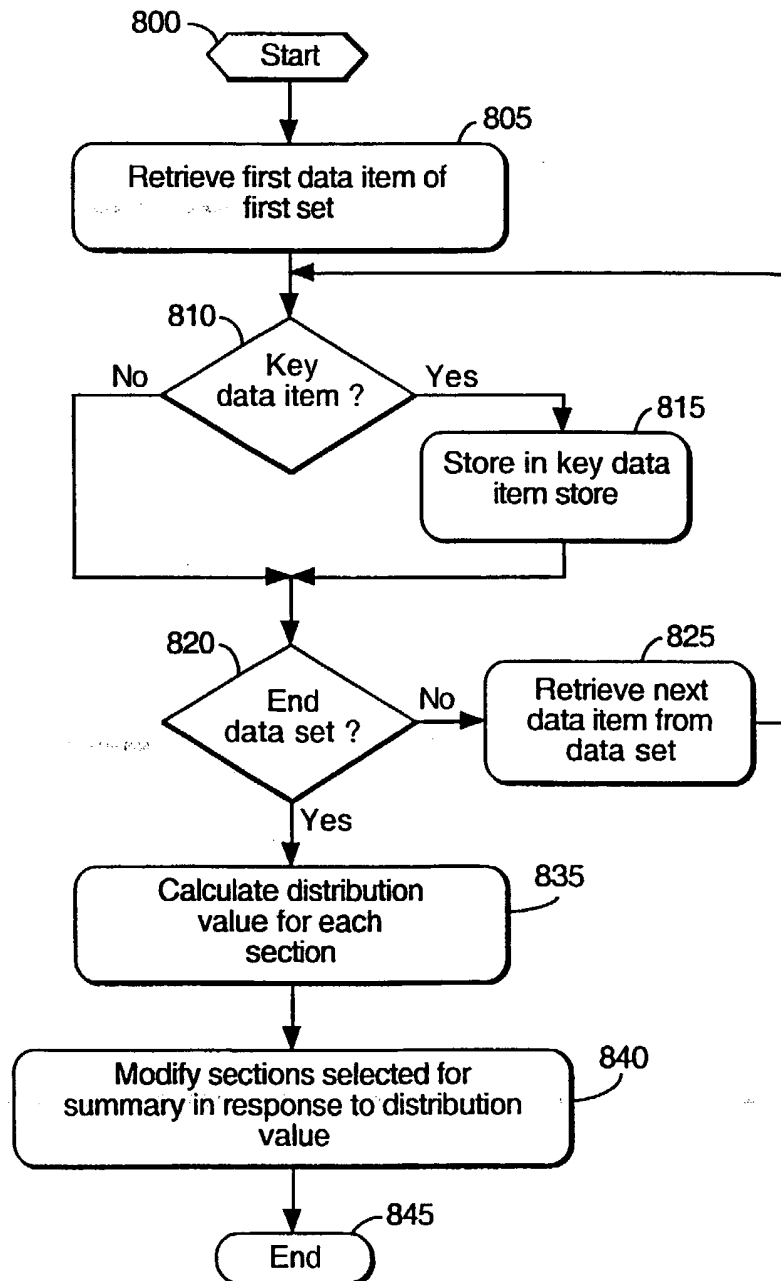 800
Start
805
Retrieve first data item of
first set
810
Key
data item ?
No
Yes
815
Store in key data
item store
820
End
data set ?
No
825
Retrieve next
data item from
data set
Yes
Calculate distribution
value for each
section
835
Modify sections selected for
summary in response to distribution
value
840
845
End